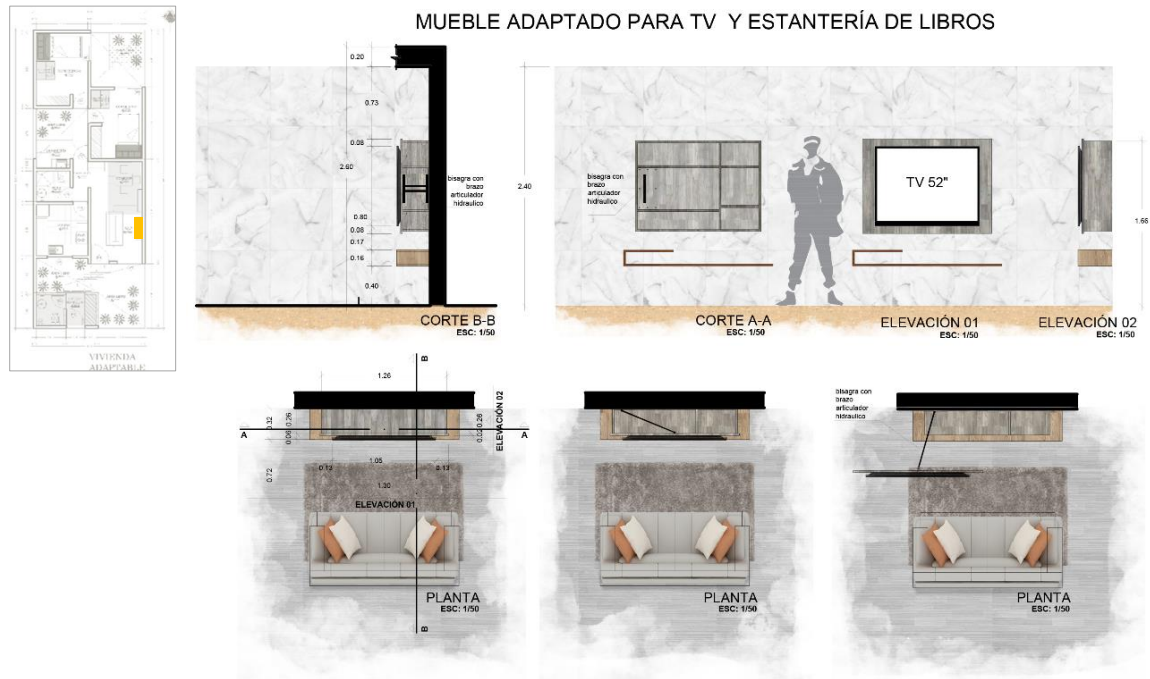 MUEBLE ADAPTADO PARA TV Y ESTANTERÍA DE LIBROS
VIVIENDA
ADAPTABLE
0.20
0.73
0.08
2.60
0.80
0.08
0.17
0.16
0.40
bisagra con
brazo
articulador
hidraulico
CORTE B-B
ESC: 1/50
2.40
bisagra con
brazo
articulador
hidraulico
CORTE A-A
ESC: 1/50
TV 52"
ELEVACIÓN 01
ESC: 1/50
1.66
ELEVACIÓN 02
ESC: 1/50
B
1.26
0.32
0.26
0.06
0.26
0.02
ELEVACIÓN 02
A
A
0.72
0.13
1.05
0.13
1.20
ELEVACIÓN 01
PLANTA
ESC: 1/50
B
PLANTA
ESC: 1/50
bisagra con
brazo
articulador
hidraulico
PLANTA
ESC: 1/50